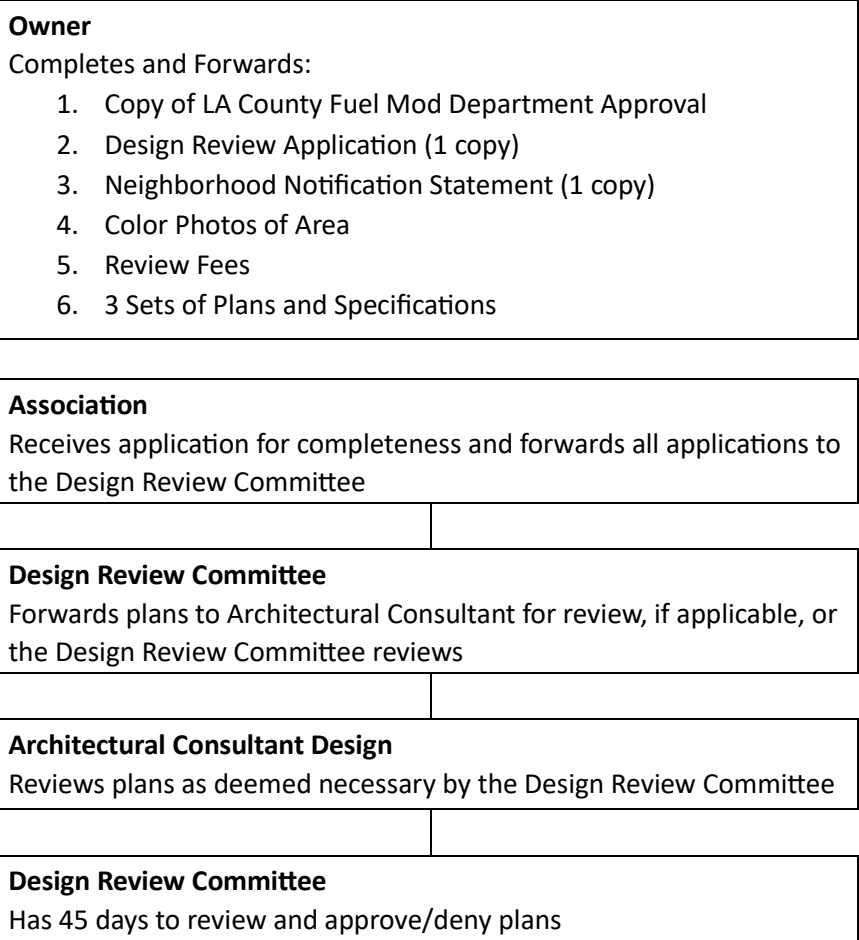 Owner
Completes and Forwards:
1. Copy of LA County Fuel Mod Department Approval
2. Design Review Application (1 copy)
3. Neighborhood Notification Statement (1 copy)
4. Color Photos of Area
5. Review Fees
6. 3 Sets of Plans and Specifications
Association
Receives application for completeness and forwards all applications to
the Design Review Committee
Design Review Committee
Forwards plans to Architectural Consultant for review, if applicable, or
the Design Review Committee reviews
Architectural Consultant Design
Reviews plans as deemed necessary by the Design Review Committee
Design Review Committee
Has 45 days to review and approve/deny plans